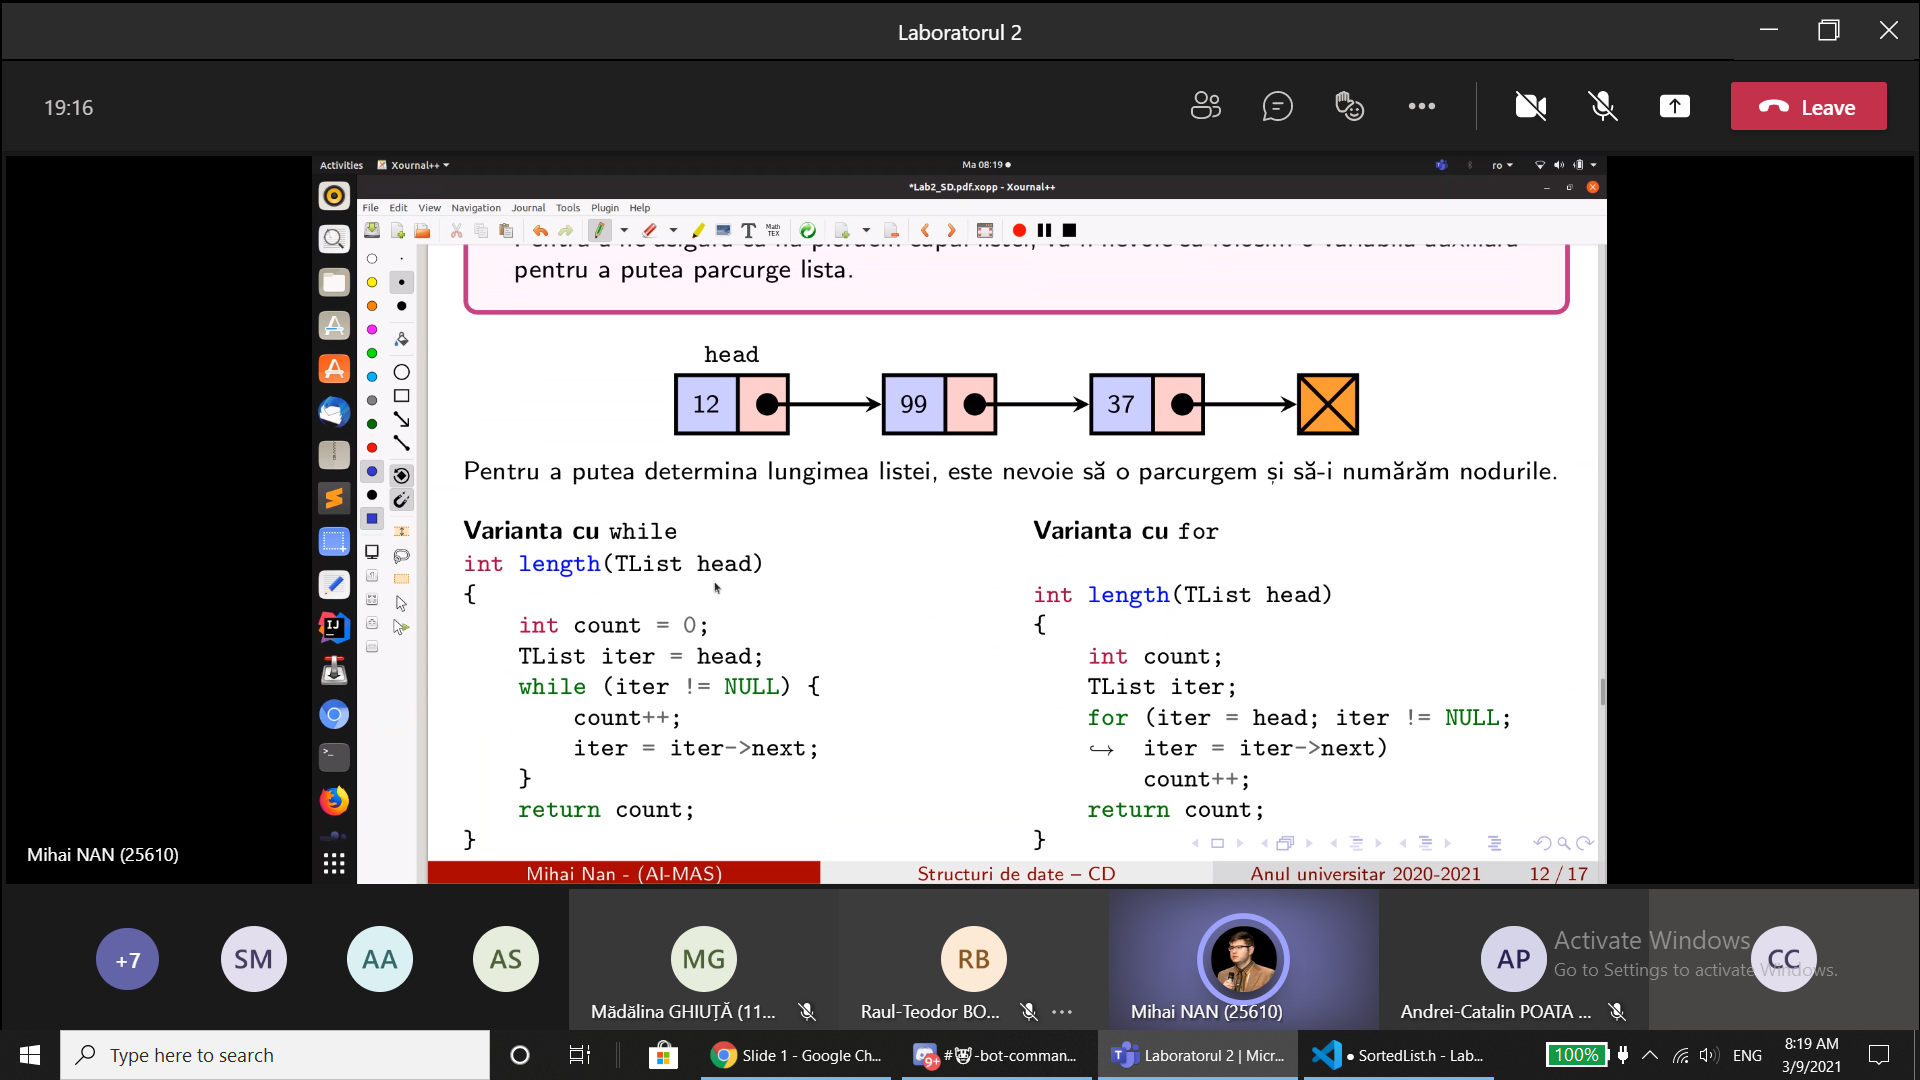 Laboratorul 2
19:16
Leave
Activities Xournal++ Ma 08:19 ro
*Lab2_SD.pdf.xopp - Xournal++
File Edit View Navigation Journal Tools Plugin Help
pentru a putea parcurge lista.
head
12 99 37
Pentru a putea determina lungimea listei, este nevoie să o parcurgem și să-i numărăm nodurile.
Varianta cu while
int length(TList head)
{
int count = 0;
TList iter = head;
while (iter != NULL) {
count++;
iter = iter->next;
}
return count;
}
Varianta cu for
int length(TList head)
{
int count;
TList iter;
for (iter = head; iter != NULL;
↪ iter = iter->next)
count++;
return count;
}
Mihai Nan - (AI-MAS) Structuri de date – CD Anul universitar 2020-2021 12 / 17
Mihai NAN (25610)
+7 SM AA AS MG RB AP CC
Activate Windows
Go to Settings to activate Windows.
Mădălina GHIUȚĂ (11... Raul-Teodor BO... Mihai NAN (25610) Andrei-Catalin POATA ...
Type here to search
Slide 1 - Google Ch...
9+ #🐭-bot-comman...
Laboratorul 2 | Micr...
● SortedList.h - Lab...
100%
ENG
8:19 AM
3/9/2021